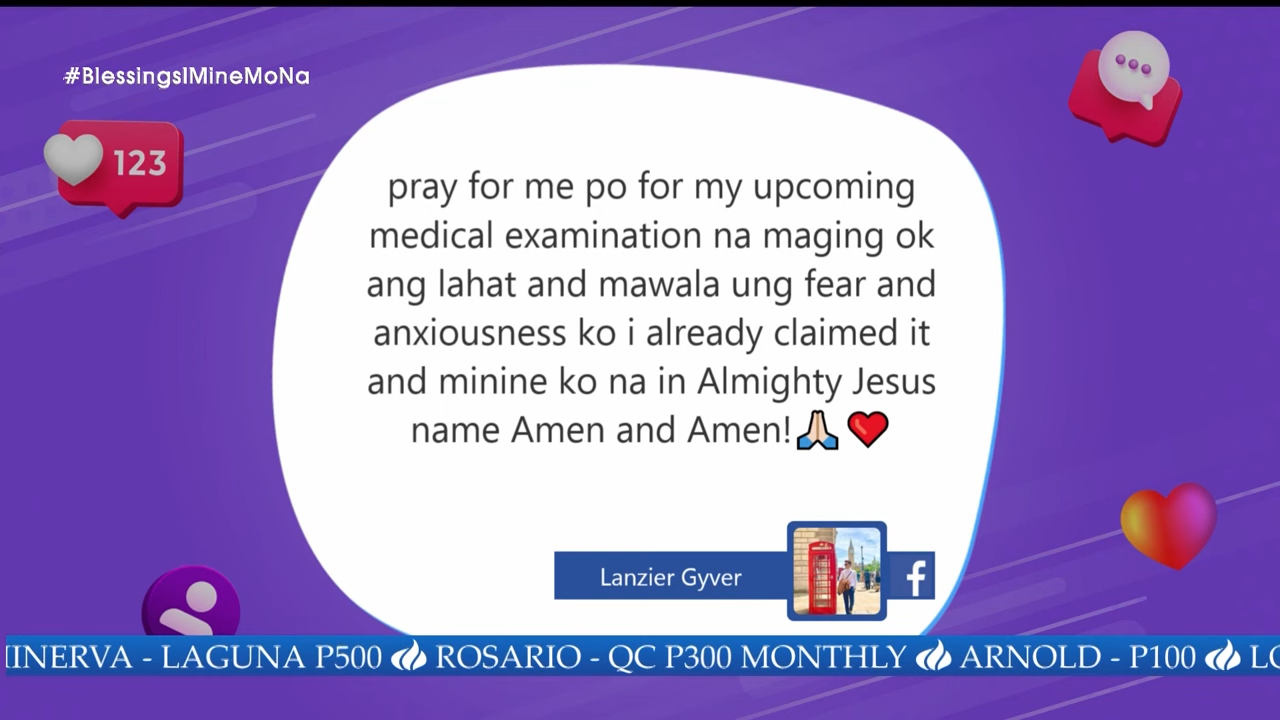 #BlessingsIMineMoNa
123
pray for me po for my upcoming
medical examination na maging ok
ang lahat and mawala ung fear and
anxiousness ko i already claimed it
and minine ko na in Almighty Jesus
name Amen and Amen!🙏❤️
Lanzier Gyver
f
INERVA - LAGUNA P500 ROSARIO - QC P300 MONTHLY ARNOLD - P100